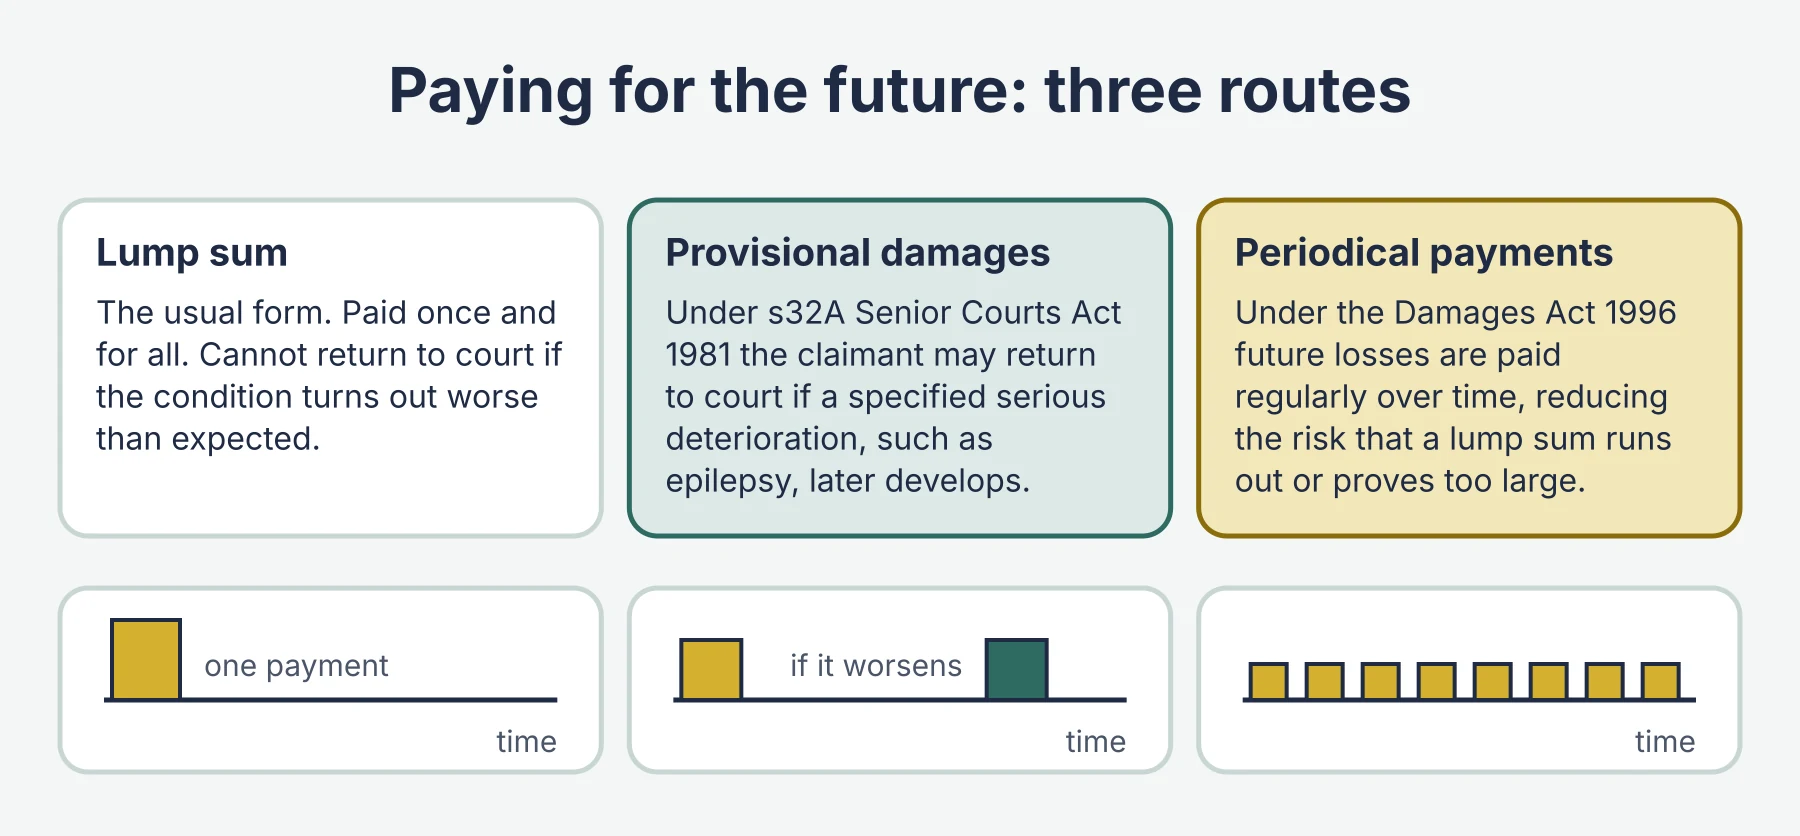 Paying for the future: three routes
Lump sum
The usual form. Paid once and
for all. Cannot return to court if
the condition turns out worse
than expected.
Provisional damages
Under s32A Senior Courts Act
1981 the claimant may return
to court if a specified serious
deterioration, such as
epilepsy, later develops.
Periodical payments
Under the Damages Act 1996
future losses are paid
regularly over time, reducing
the risk that a lump sum runs
out or proves too large.
one payment
time
if it worsens
time
time